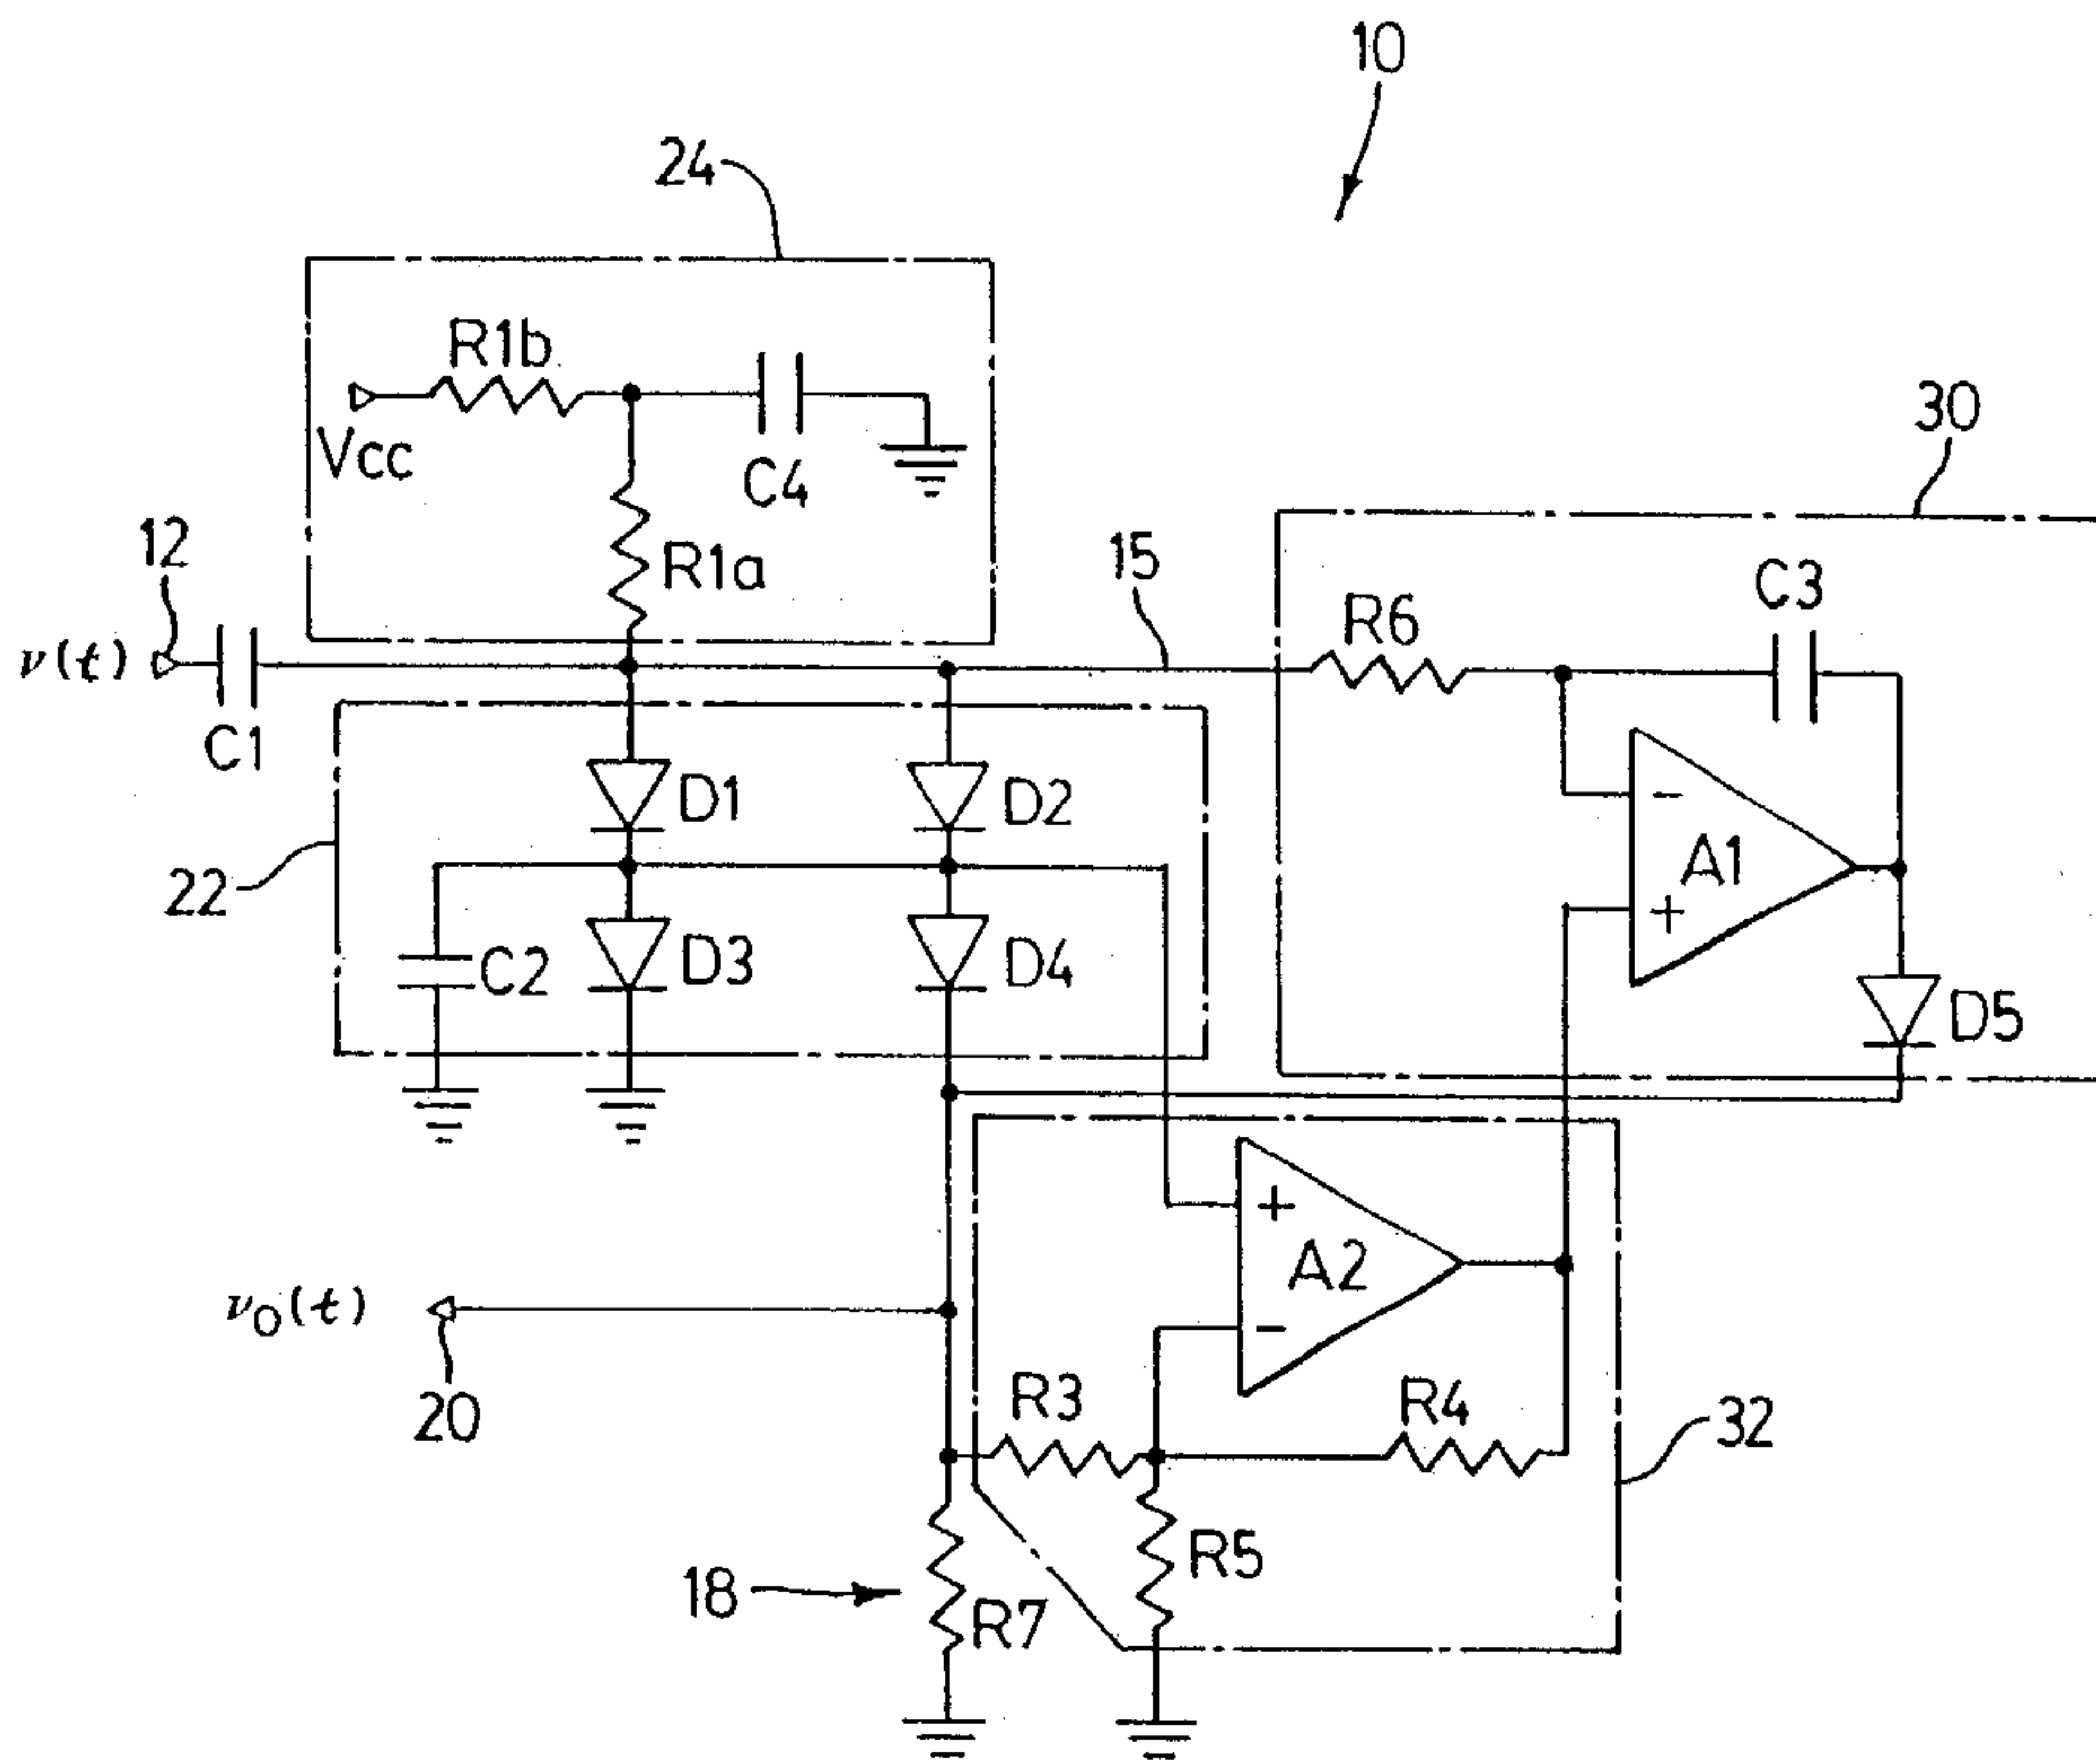 10
24
R1b
Vcc
C4
R1a
30
12
15
ν(t)
C1
R6
C3
D1
D2
−
A1
+
22
C2
D3
D4
D5
+
A2
−
νo(t)
20
R3
R4
32
18
R7
R5